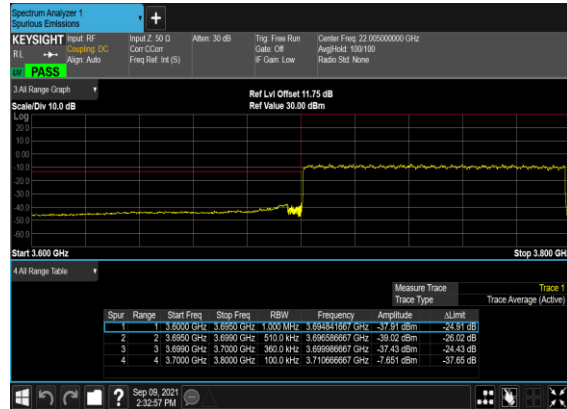 Spectrum Analyzer 1
Spurious Emissions
+
KEYSIGHT
Input: RF
Coupling: DC
Align: Auto
Input Z: 50 Ω
Corr CCorr
Freq Ref: Int (S)
Atten: 30 dB
Trig: Free Run
Gate: Off
IF Gain: Low
Center Freq: 22.005000000 GHz
Avg|Hold: 100/100
Radio Std: None
RL
PASS
3 All Range Graph
Ref Lvl Offset 11.75 dB
Scale/Div 10.0 dB
Ref Value 30.00 dBm
Log
20.0
10.0
0.00
-10.0
-20.0
-30.0
-40.0
-50.0
-60.0
Start 3.600 GHz
Stop 3.800 GH
4 All Range Table
Measure Trace Trace 1
Trace Type Trace Average (Active)
Spur Range Start Freq Stop Freq RBW Frequency Amplitude ΔLimit
1 1 3.6000 GHz 3.6950 GHz 1.000 MHz 3.694841667 GHz -37.91 dBm -24.91 dB
2 2 3.6950 GHz 3.6990 GHz 510.0 kHz 3.696586667 GHz -39.02 dBm -26.02 dB
3 3 3.6990 GHz 3.7000 GHz 360.0 kHz 3.699986667 GHz -37.43 dBm -24.43 dB
4 4 3.7000 GHz 3.8000 GHz 100.0 kHz 3.710666667 GHz -7.651 dBm -37.65 dB
?
Sep 09, 2021
2:32:57 PM